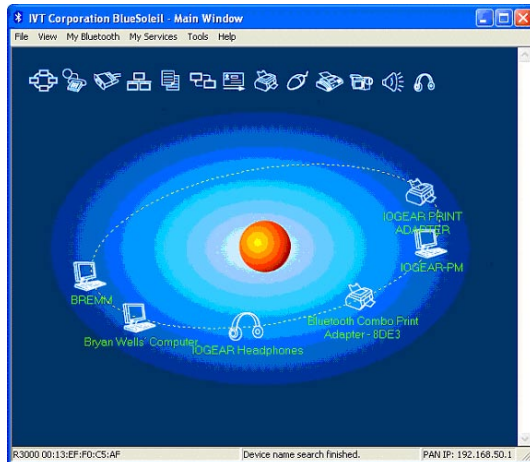 IVT Corporation BlueSoleil - Main Window
File View My Bluetooth My Services Tools Help
IOGEAR PRINT
ADAPTER
IOGEAR-PM
BREMM
Bluetooth Combo Print
Adapter - 8DE3
Bryan Wells' Computer
IOGEAR Headphones
R3000 00:13:EF:F0:C5:AF
Device name search finished.
PAN IP: 192.168.50.1